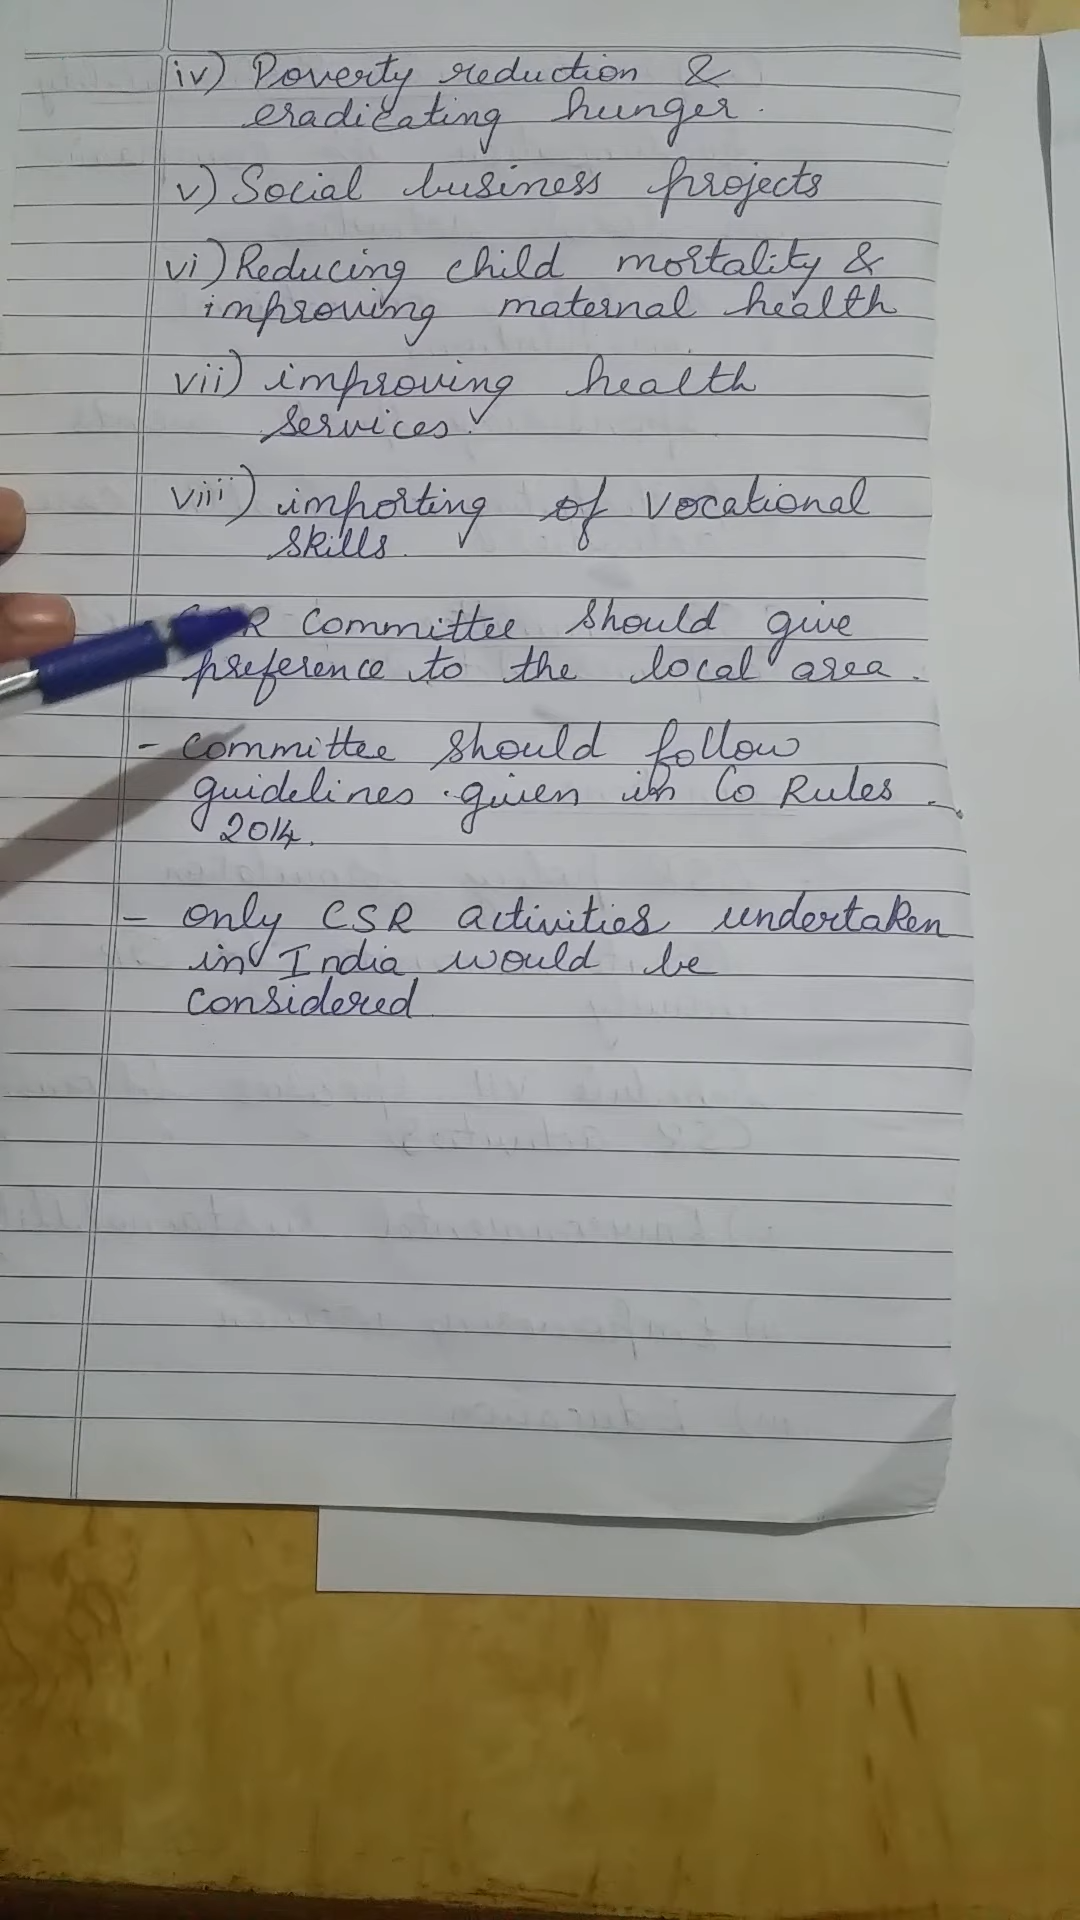 iv) Poverty reduction &
eradicating hunger.
v) Social business projects
vi) Reducing child mortality &
improving maternal health
vii) improving health
services.
viii) importing of vocational
skills.
CSR Committee should give
preference to the local area.
- committee should follow
guidelines given in Co Rules.
2014.
- only CSR activities undertaken
in India would be
considered